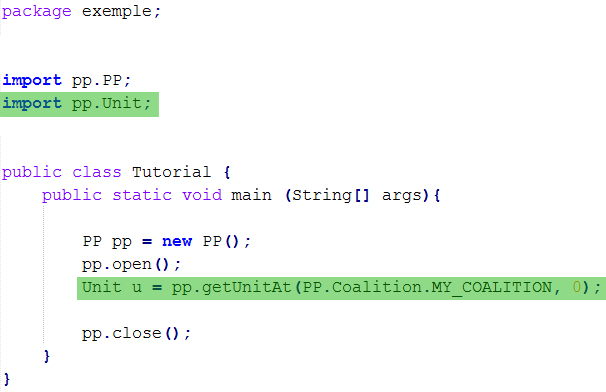 package exemple;
import pp.PP;
import pp.Unit;
public class Tutorial {
public static void main (String[] args){
PP pp = new PP();
pp.open();
Unit u = pp.getUnitAt(PP.Coalition.MY_COALITION, 0);
pp.close();
}
}